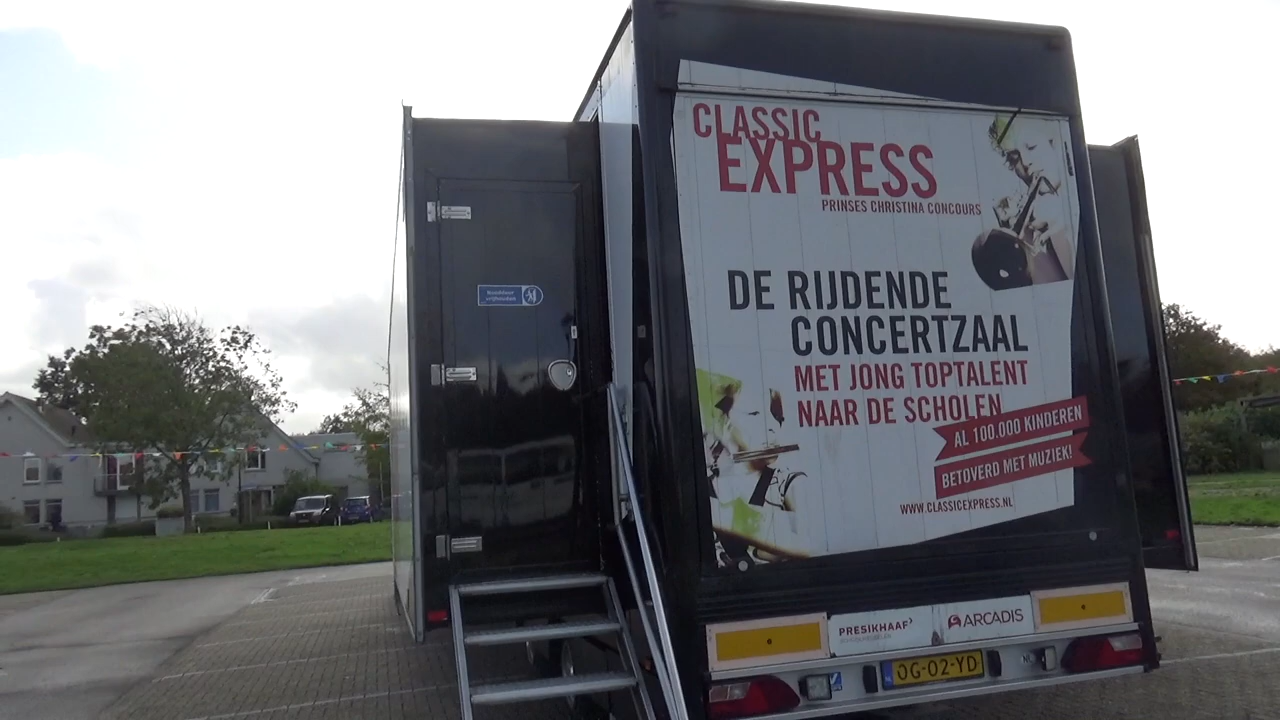 CLASSIC
EXPRESS
PRINSES CHRISTINA CONCOURS
DE RIJDENDE
CONCERTZAAL
MET JONG TOPTALENT
NAAR DE SCHOLEN
AL 100.000 KINDEREN
BETOVERD MET MUZIEK!
WWW.CLASSICEXPRESS.NL
PRESIKHAAF
ARCADIS
OG-02-YD